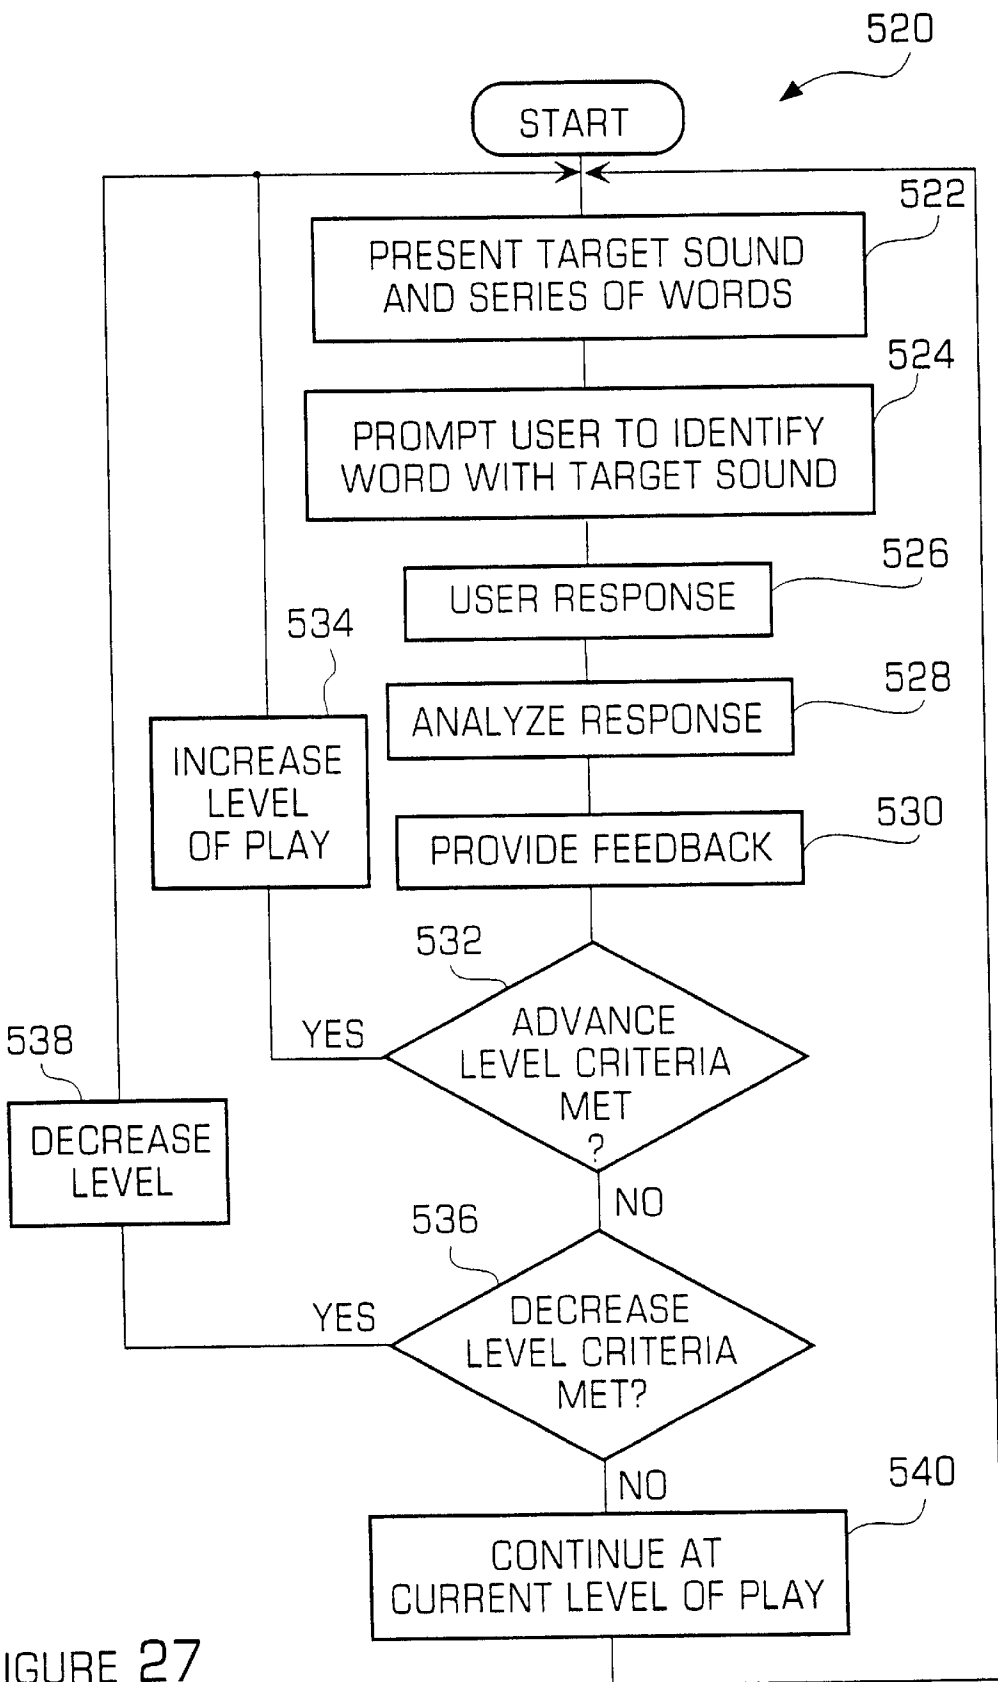 520
START
522
PRESENT TARGET SOUND
AND SERIES OF WORDS
524
PROMPT USER TO IDENTIFY
WORD WITH TARGET SOUND
526
USER RESPONSE
534
528
ANALYZE RESPONSE
INCREASE
LEVEL
OF PLAY
530
PROVIDE FEEDBACK
532
ADVANCE
LEVEL CRITERIA
MET
?
YES
538
DECREASE
LEVEL
NO
536
DECREASE
LEVEL CRITERIA
MET?
YES
NO
540
CONTINUE AT
CURRENT LEVEL OF PLAY
IGURE 27